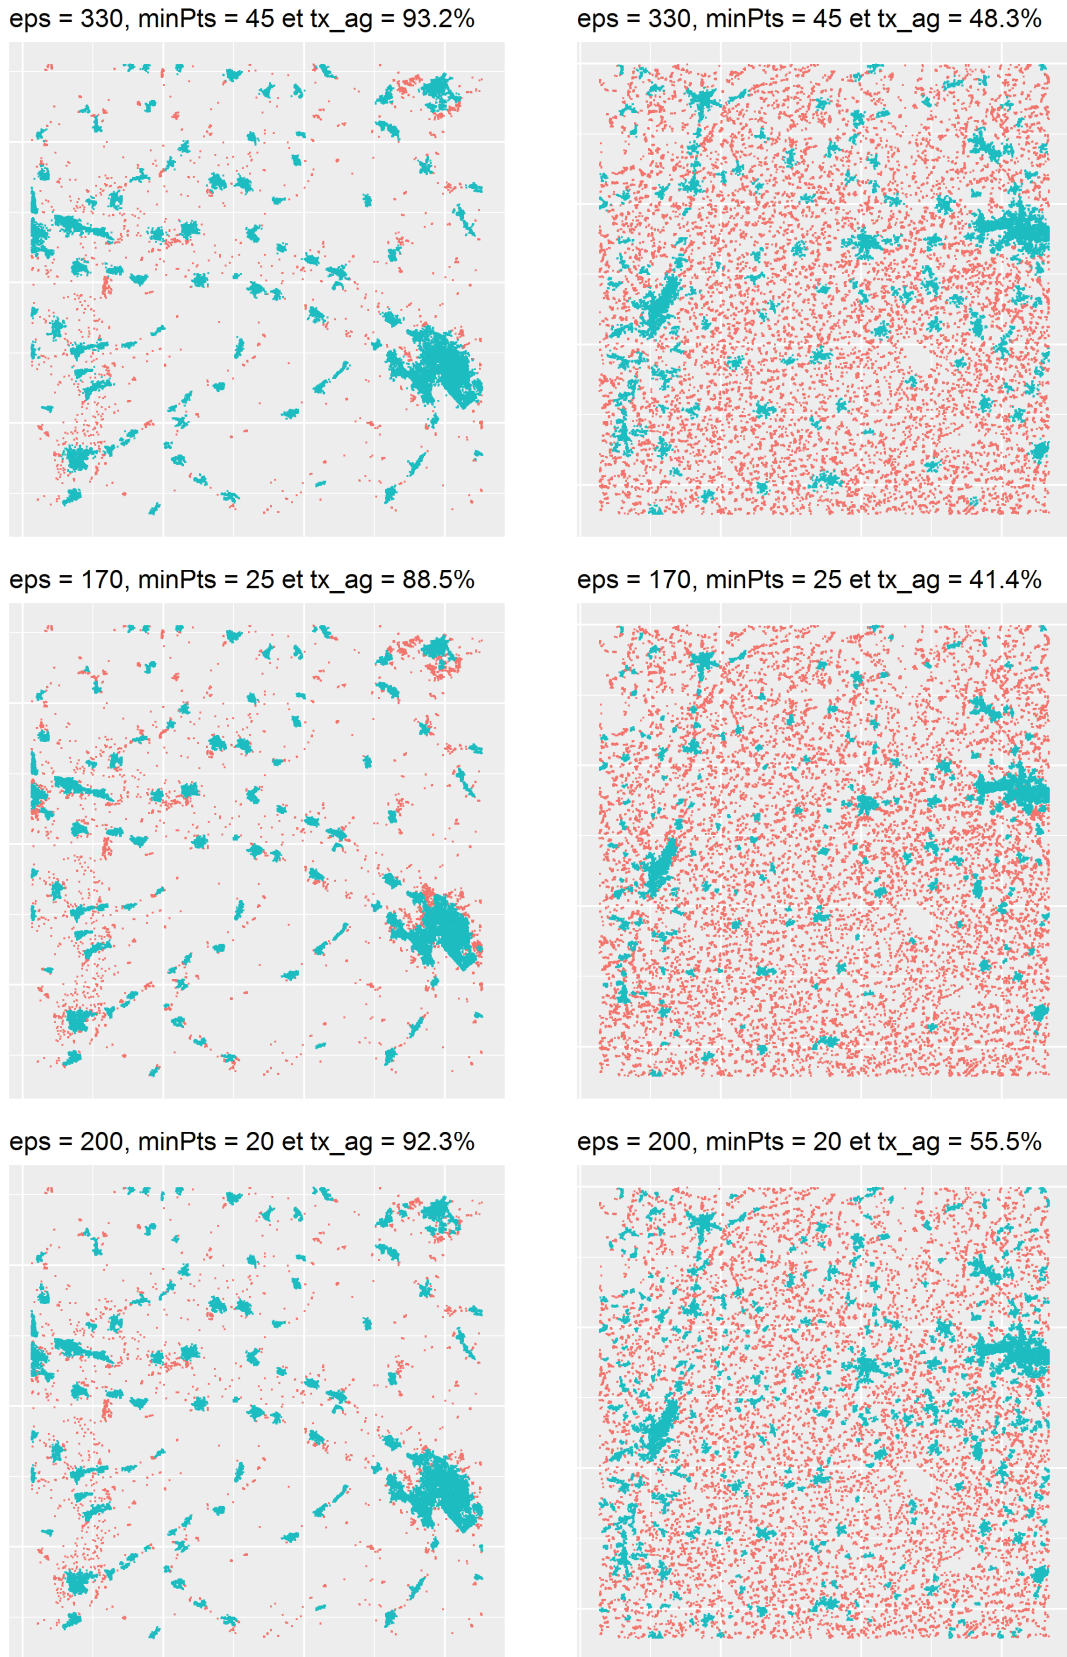 eps = 330, minPts = 45 et tx_ag = 93.2%
eps = 330, minPts = 45 et tx_ag = 48.3%
eps = 170, minPts = 25 et tx_ag = 88.5%
eps = 170, minPts = 25 et tx_ag = 41.4%
eps = 200, minPts = 20 et tx_ag = 92.3%
eps = 200, minPts = 20 et tx_ag = 55.5%